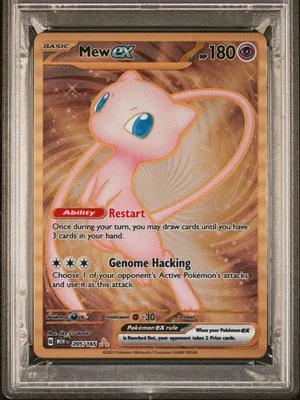 BASIC
Mew ex
HP 180
Ability Restart
Once during your turn, you may draw cards until you have
3 cards in your hand.
Genome Hacking
Choose 1 of your opponent's Active Pokémon's attacks
and use it as this attack.
weakness x2 resistance -30 retreat
Pokémon ex rule
When your Pokémon ex
is Knocked Out, your opponent takes 2 Prize cards.
MEW EN 205/165
©2023 Pokémon / Nintendo / Creatures / GAME FREAK